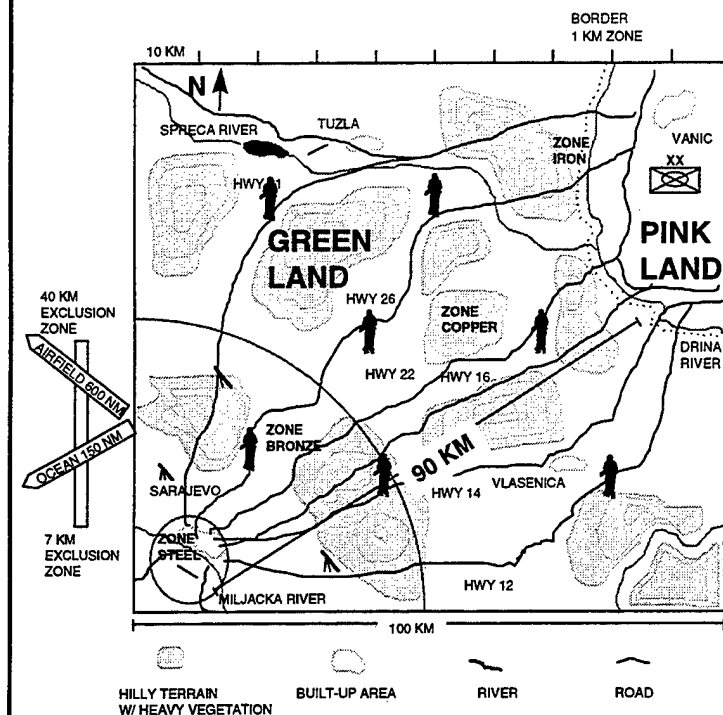 BORDER
1 KM ZONE
10 KM
N
SPRECA RIVER
TUZLA
ZONE
IRON
VANIC
XX
HWY 1
GREEN
LAND
PINK
LAND
40 KM
EXCLUSION
ZONE
HWY 26
ZONE
COPPER
AIRFIELD 600 NM
HWY 22
HWY 16
DRINA
RIVER
OCEAN 150 NM
ZONE
BRONZE
90 KM
SARAJEVO
HWY 14
VLASENICA
7 KM
EXCLUSION
ZONE
ZONE
STEEL
HWY 12
MILJACKA RIVER
100 KM
HILLY TERRAIN
W/ HEAVY VEGETATION
BUILT-UP AREA
RIVER
ROAD